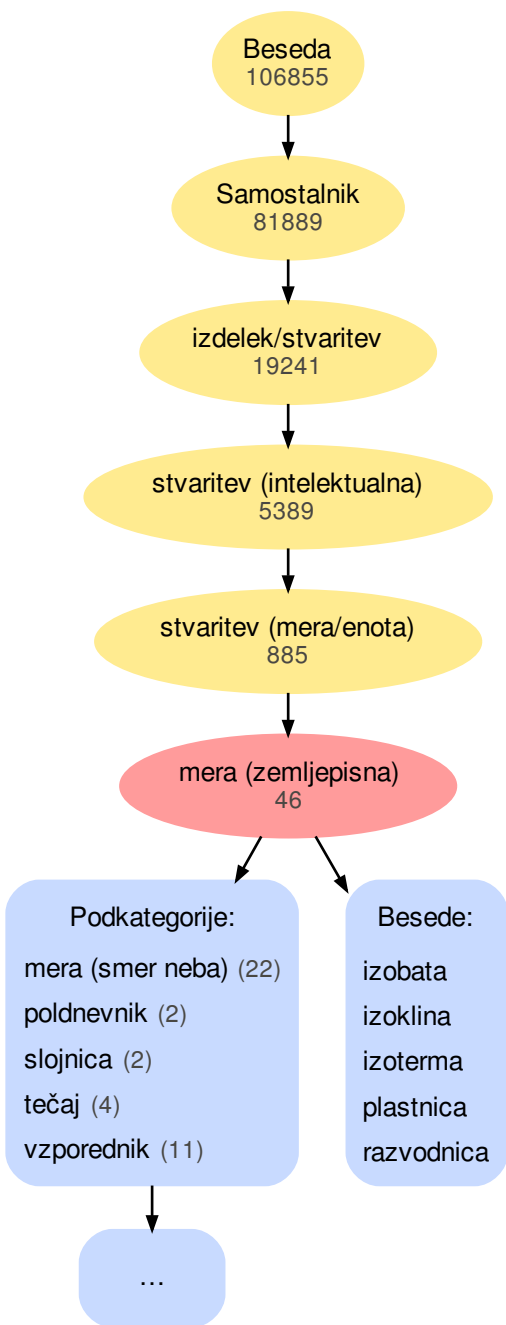 Beseda
106855
Samostalnik
81889
izdelek/stvaritev
19241
stvaritev (intelektualna)
5389
stvaritev (mera/enota)
885
mera (zemljepisna)
46
Podkategorije:
mera (smer neba) (22)
poldnevnik (2)
slojnica (2)
tečaj (4)
vzporednik (11)
Besede:
izobata
izoklina
izoterma
plastnica
razvodnica
…